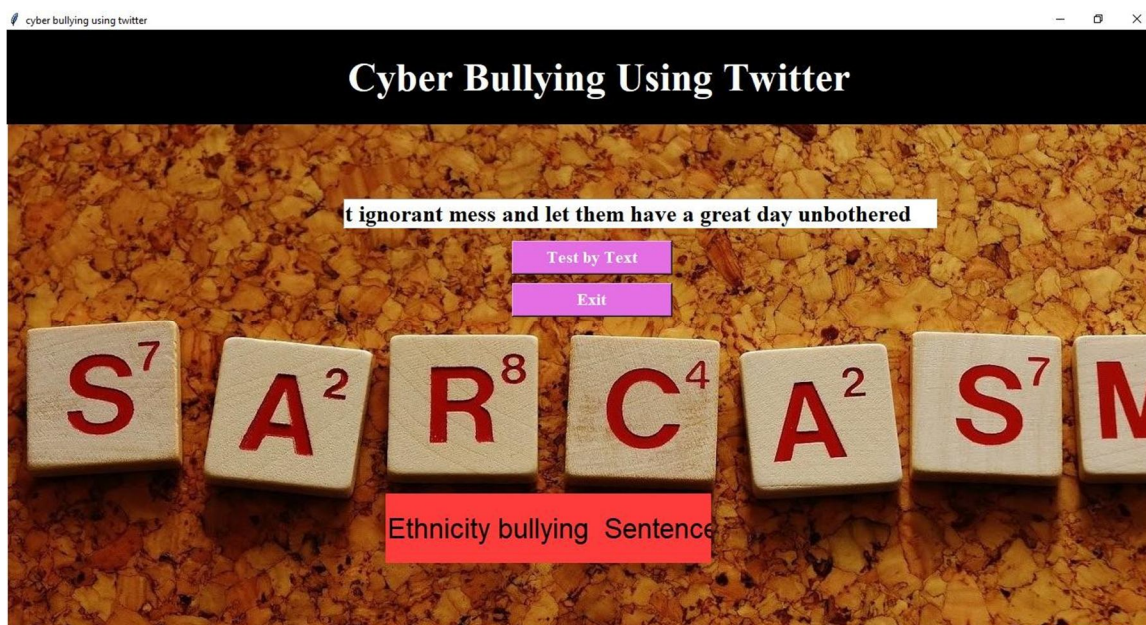 cyber bullying using twitter
Cyber Bullying Using Twitter
t ignorant mess and let them have a great day unbothered
Test by Text
Exit
S7 A2 R8 C4 A2 S7 M
Ethnicity bullying Sentence